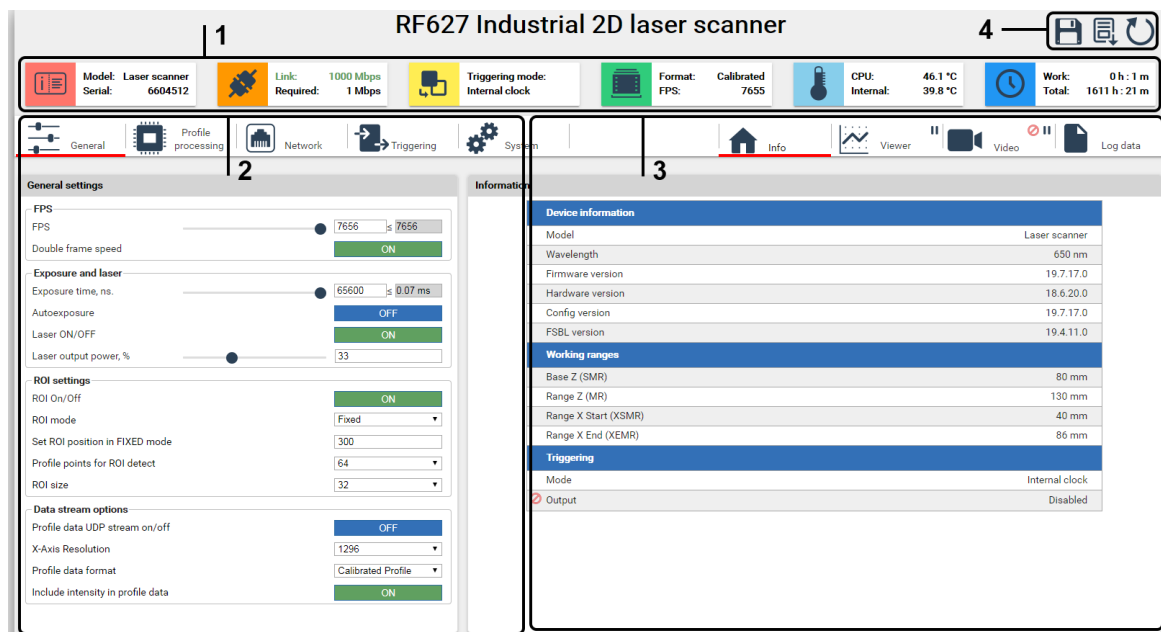 RF627 Industrial 2D laser scanner
1
4
Model: Laser scanner
Serial: 6604512
Link: 1000 Mbps
Required: 1 Mbps
Triggering mode:
Internal clock
Format: Calibrated
FPS: 7655
CPU: 46.1 °C
Internal: 39.8 °C
Work: 0 h : 1 m
Total: 1611 h : 21 m
General
Profile
processing
Network
Triggering
System
Info
Viewer
Video
Log data
2
3
General settings
FPS
FPS 7656 ≤ 7656
Double frame speed ON
Exposure and laser
Exposure time, ns. 65600 ≤ 0.07 ms
Autoexposure OFF
Laser ON/OFF ON
Laser output power, % 33
ROI settings
ROI On/Off ON
ROI mode Fixed
Set ROI position in FIXED mode 300
Profile points for ROI detect 64
ROI size 32
Data stream options
Profile data UDP stream on/off OFF
X-Axis Resolution 1296
Profile data format Calibrated Profile
Include intensity in profile data ON
Information
Device information
Model Laser scanner
Wavelength 650 nm
Firmware version 19.7.17.0
Hardware version 18.6.20.0
Config version 19.7.17.0
FSBL version 19.4.11.0
Working ranges
Base Z (SMR) 80 mm
Range Z (MR) 130 mm
Range X Start (XSMR) 40 mm
Range X End (XEMR) 86 mm
Triggering
Mode Internal clock
Output Disabled